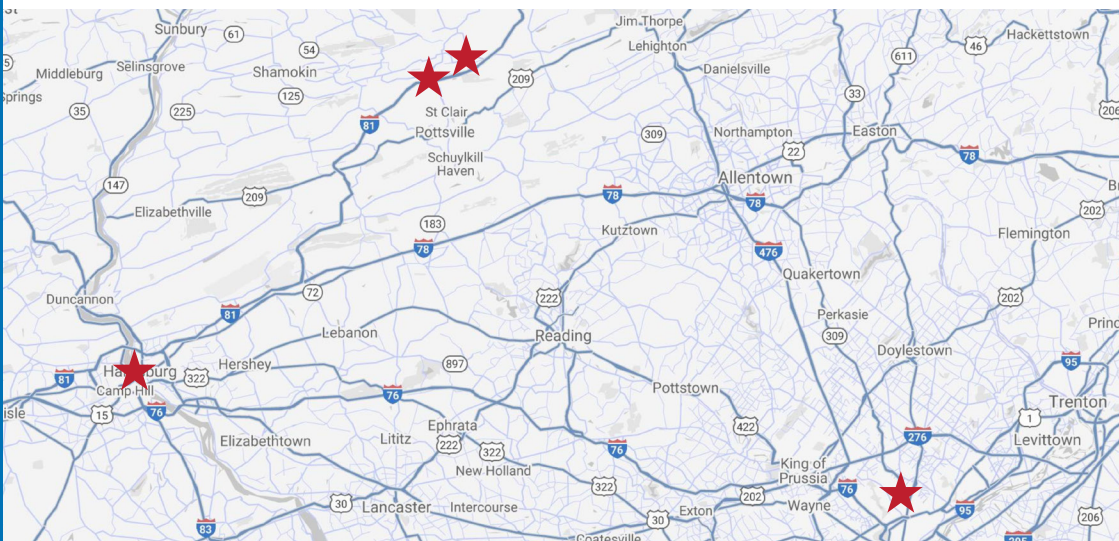 Sunbury
61
Jim Thorpe
Hackettstown
46
54
Lehighton
611
Selinsgrove
Middleburg
Shamokin
209
Danielsville
125
33
35
225
St Clair
81
Pottsville
309
Northampton
Easton
22
78
Schuylkill
Haven
147
209
Allentown
78
78
202
Elizabethville
183
Kutztown
Flemington
78
476
Quakertown
Duncannon
72
222
202
81
Perkasie
Lebanon
Reading
309
Doylestown
Hershey
897
95
81
322
Pottstown
76
Camp Hill
Trenton
15
76
Ephrata
422
1
276
Levittown
Elizabethtown
Lititz
222
322
76
New Holland
King of
Prussia
322
76
202
Wayne
30
Lancaster
Intercourse
Exton
95
30
206
83
Coatesville